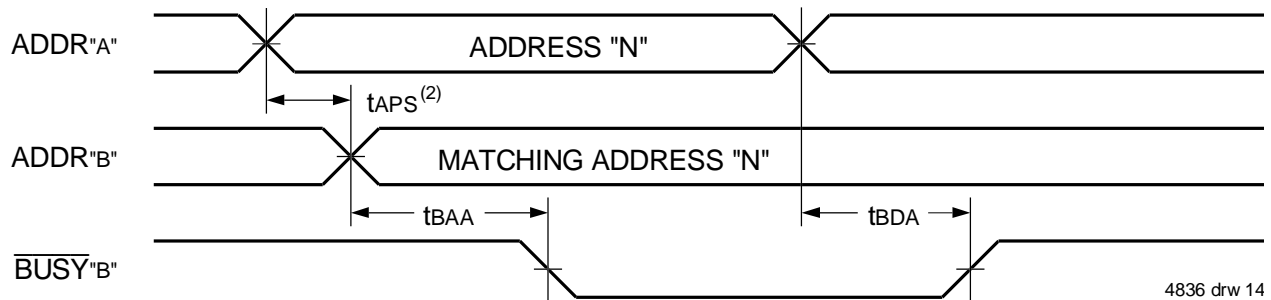 ADDR"A"
ADDRESS "N"
tAPS(2)
ADDR"B"
MATCHING ADDRESS "N"
tBAA
tBDA
BUSY"B"
4836 drw 14